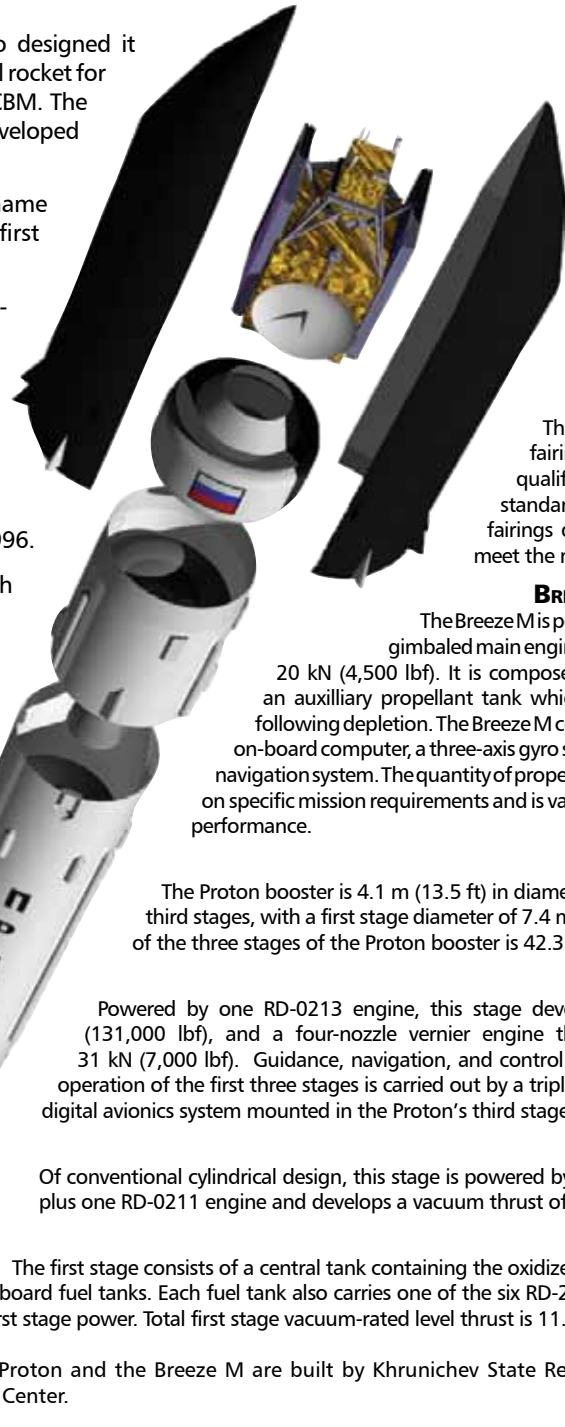 o designed it
l rocket for
CBM. The
veloped
name
first
-
996.
h
Th
fairi
qualif
standar
fairings
meet the
BR
The Breeze M is p
gimbaled main engin
20 kN (4,500 lbf). It is compose
an auxilliary propellant tank whi
following depletion. The Breeze M c
on-board computer, a three-axis gyro s
navigation system. The quantity of prope
on specific mission requirements and is va
performance.
The Proton booster is 4.1 m (13.5 ft) in diame
third stages, with a first stage diameter of 7.4 m
of the three stages of the Proton booster is 42.3
П
Powered by one RD-0213 engine, this stage deve
(131,000 lbf), and a four-nozzle vernier engine t
31 kN (7,000 lbf). Guidance, navigation, and control
operation of the first three stages is carried out by a tripl
digital avionics system mounted in the Proton's third stage
Of conventional cylindrical design, this stage is powered by
plus one RD-0211 engine and develops a vacuum thrust of
The first stage consists of a central tank containing the oxidize
board fuel tanks. Each fuel tank also carries one of the six RD-2
rst stage power. Total first stage vacuum-rated level thrust is 11.
Proton and the Breeze M are built by Khrunichev State Re
Center.